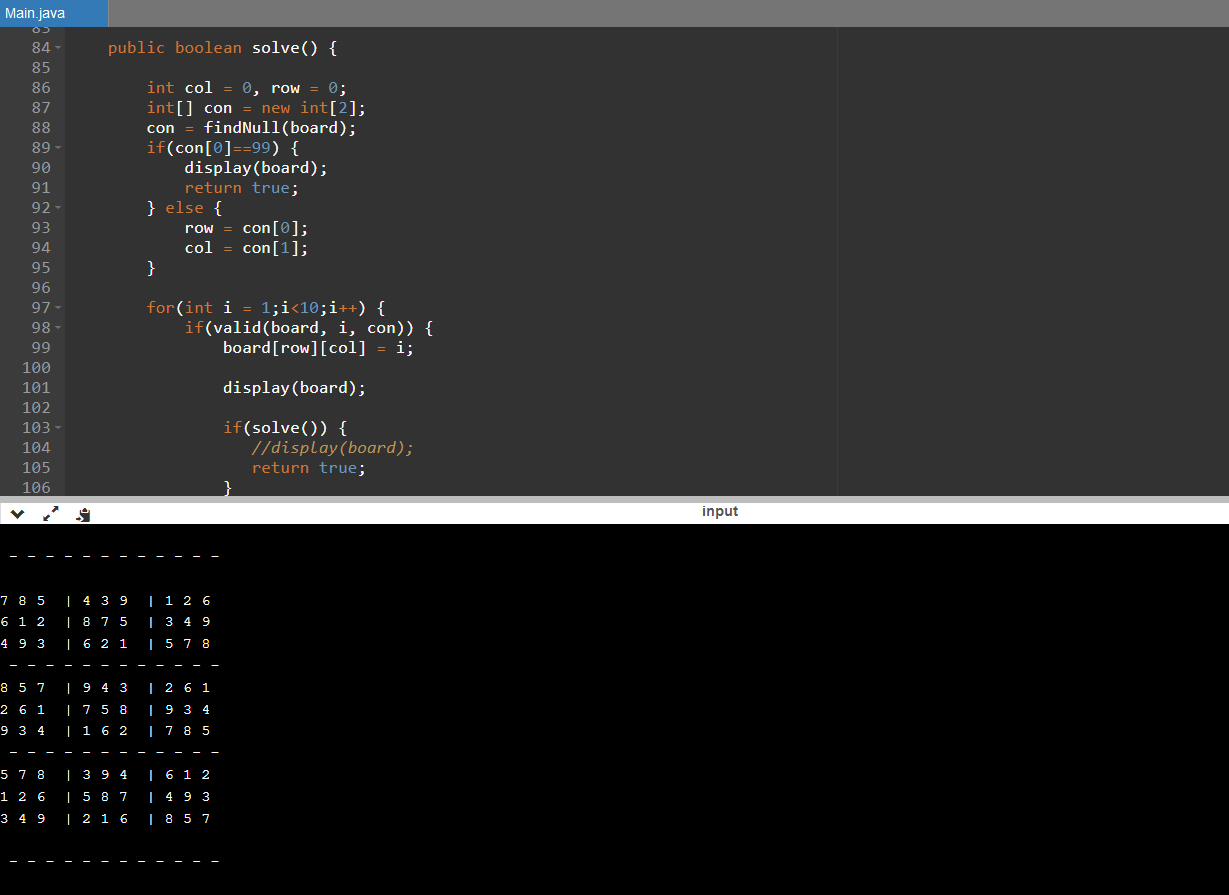 Main.java
83
84 public boolean solve() {
85
86 int col = 0, row = 0;
87 int[] con = new int[2];
88 con = findNull(board);
89 if(con[0]==99) {
90 display(board);
91 return true;
92 } else {
93 row = con[0];
94 col = con[1];
95 }
96
97 for(int i = 1;i<10;i++) {
98 if(valid(board, i, con)) {
99 board[row][col] = i;
100
101 display(board);
102
103 if(solve()) {
104 //display(board);
105 return true;
106 }
input
- - - - - - - - - - - -
7 8 5 | 4 3 9 | 1 2 6
6 1 2 | 8 7 5 | 3 4 9
4 9 3 | 6 2 1 | 5 7 8
- - - - - - - - - - - -
8 5 7 | 9 4 3 | 2 6 1
2 6 1 | 7 5 8 | 9 3 4
9 3 4 | 1 6 2 | 7 8 5
- - - - - - - - - - - -
5 7 8 | 3 9 4 | 6 1 2
1 2 6 | 5 8 7 | 4 9 3
3 4 9 | 2 1 6 | 8 5 7
- - - - - - - - - - - -